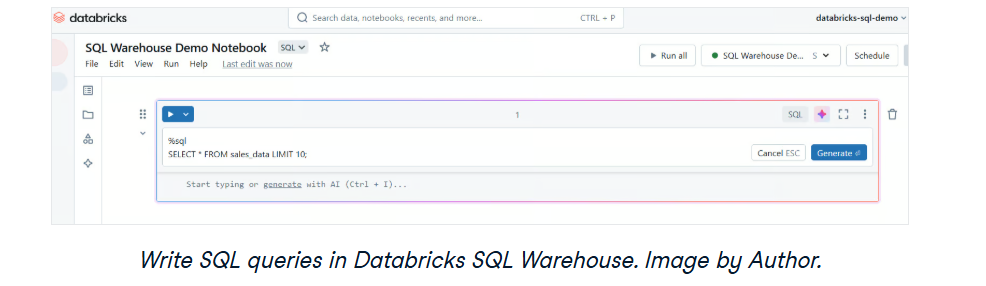 databricks
Search data, notebooks, recents, and more...
CTRL + P
databricks-sql-demo
SQL Warehouse Demo Notebook
SQL
File Edit View Run Help Last edit was now
Run all
SQL Warehouse De... S
Schedule
1
SQL
%sql
SELECT * FROM sales_data LIMIT 10;
Cancel ESC
Generate
Start typing or generate with AI (Ctrl + I)...
Write SQL queries in Databricks SQL Warehouse. Image by Author.